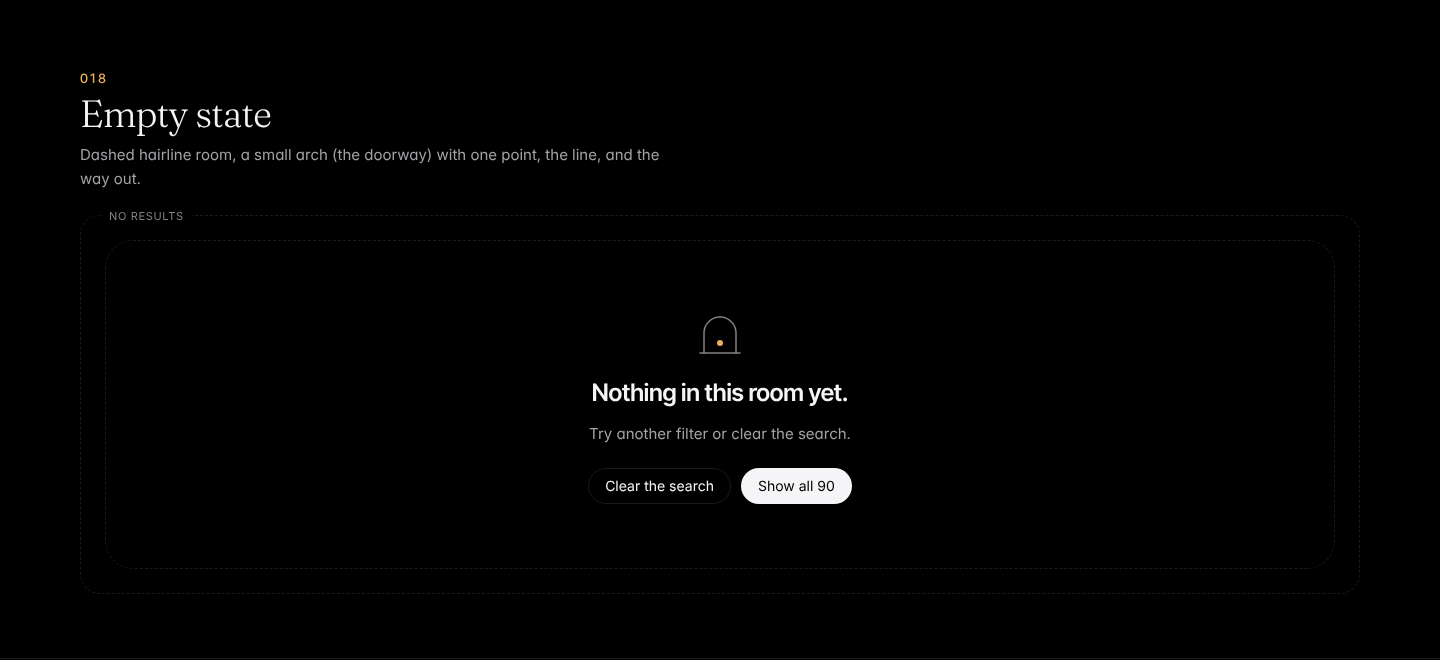 018
Empty state
Dashed hairline room, a small arch (the doorway) with one point, the line, and the
way out.
NO RESULTS
Nothing in this room yet.
Try another filter or clear the search.
Clear the search
Show all 90